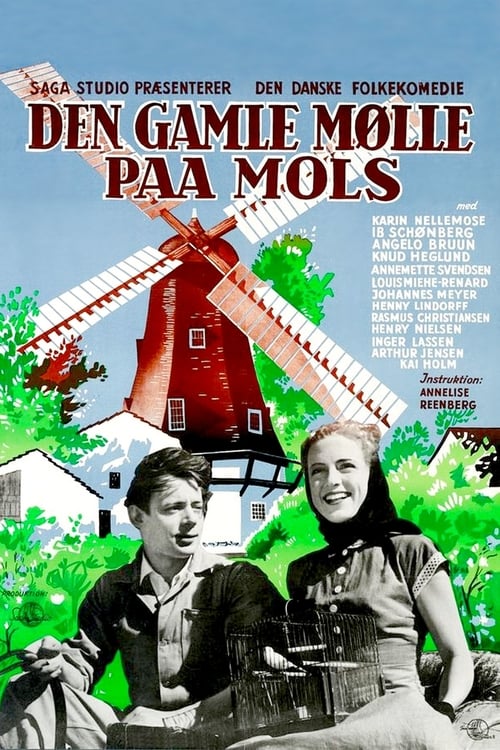 SAGA STUDIO PRÆSENTERER DEN DANSKE FOLKEKOMEDIE
DEN GAMLE MØLLE
PAA MOLS
med
KARIN NELLEMOSE
IB SCHØNBERG
ANGELO BRUUN
KNUD HEGLUND
ANNEMETTE SVENDSEN
LOUIS MIEHE-RENARD
JOHANNES MEYER
HENNY LINDORFF
RASMUS CHRISTIANSEN
HENRY NIELSEN
INGER LASSEN
ARTHUR JENSEN
KAI HOLM
Instruktion:
ANNELISE
REENBERG
PRODUKTION: